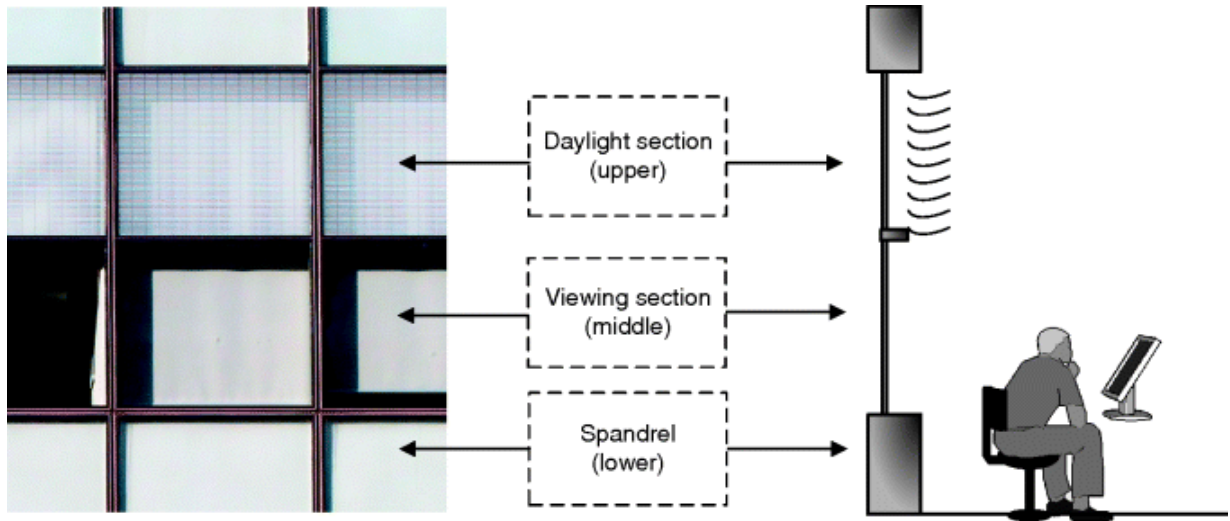 Daylight section
(upper)
Viewing section
(middle)
Spandrel
(lower)